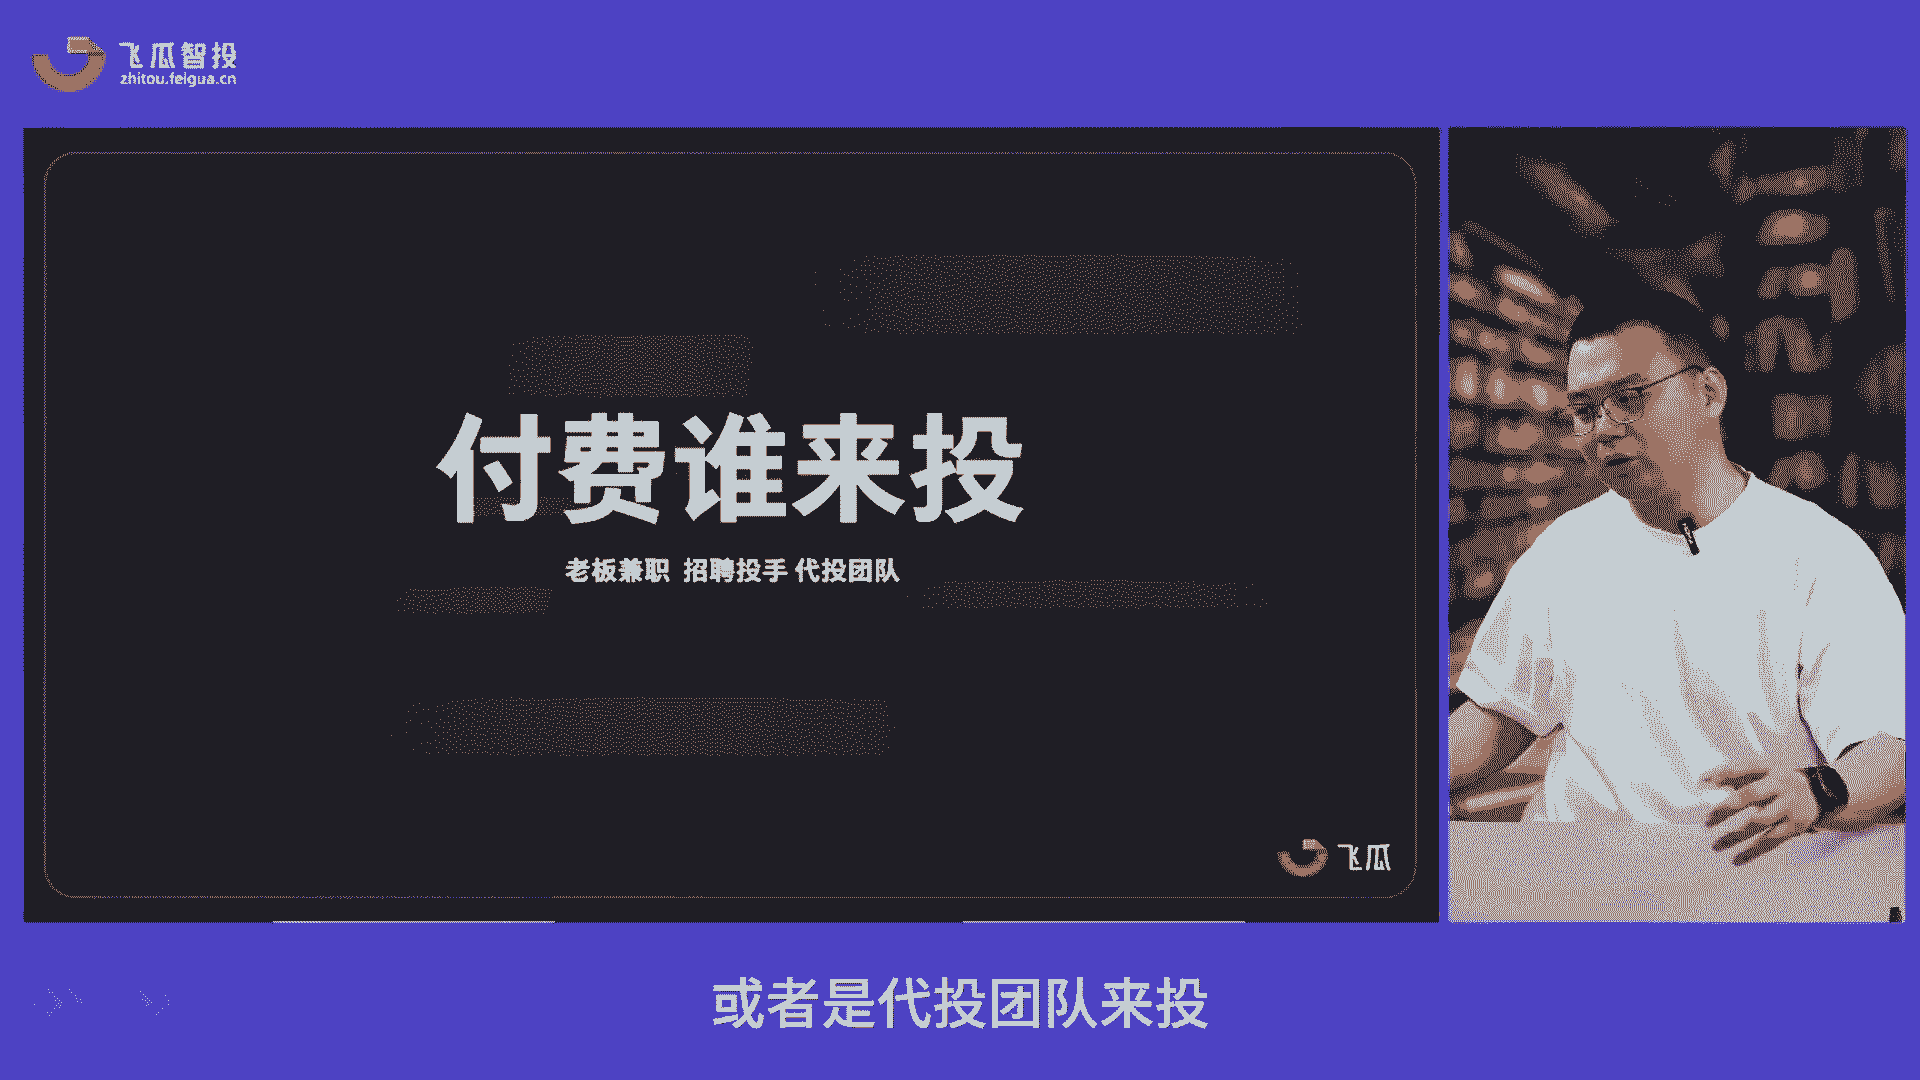 飞瓜智投
zhitou.feigua.cn
付费谁来投
老板兼职 招聘投手 代投团队
飞瓜
或者是代投团队来投